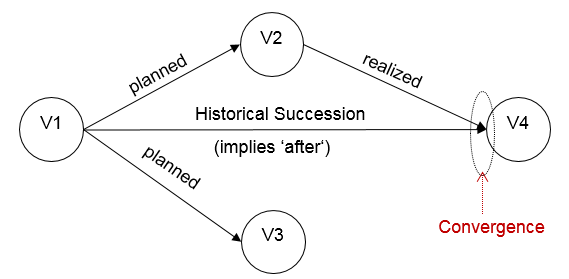 V2
planned
realized
V1
Historical Succession
(implies ‘after‘)
V4
planned
V3
Convergence